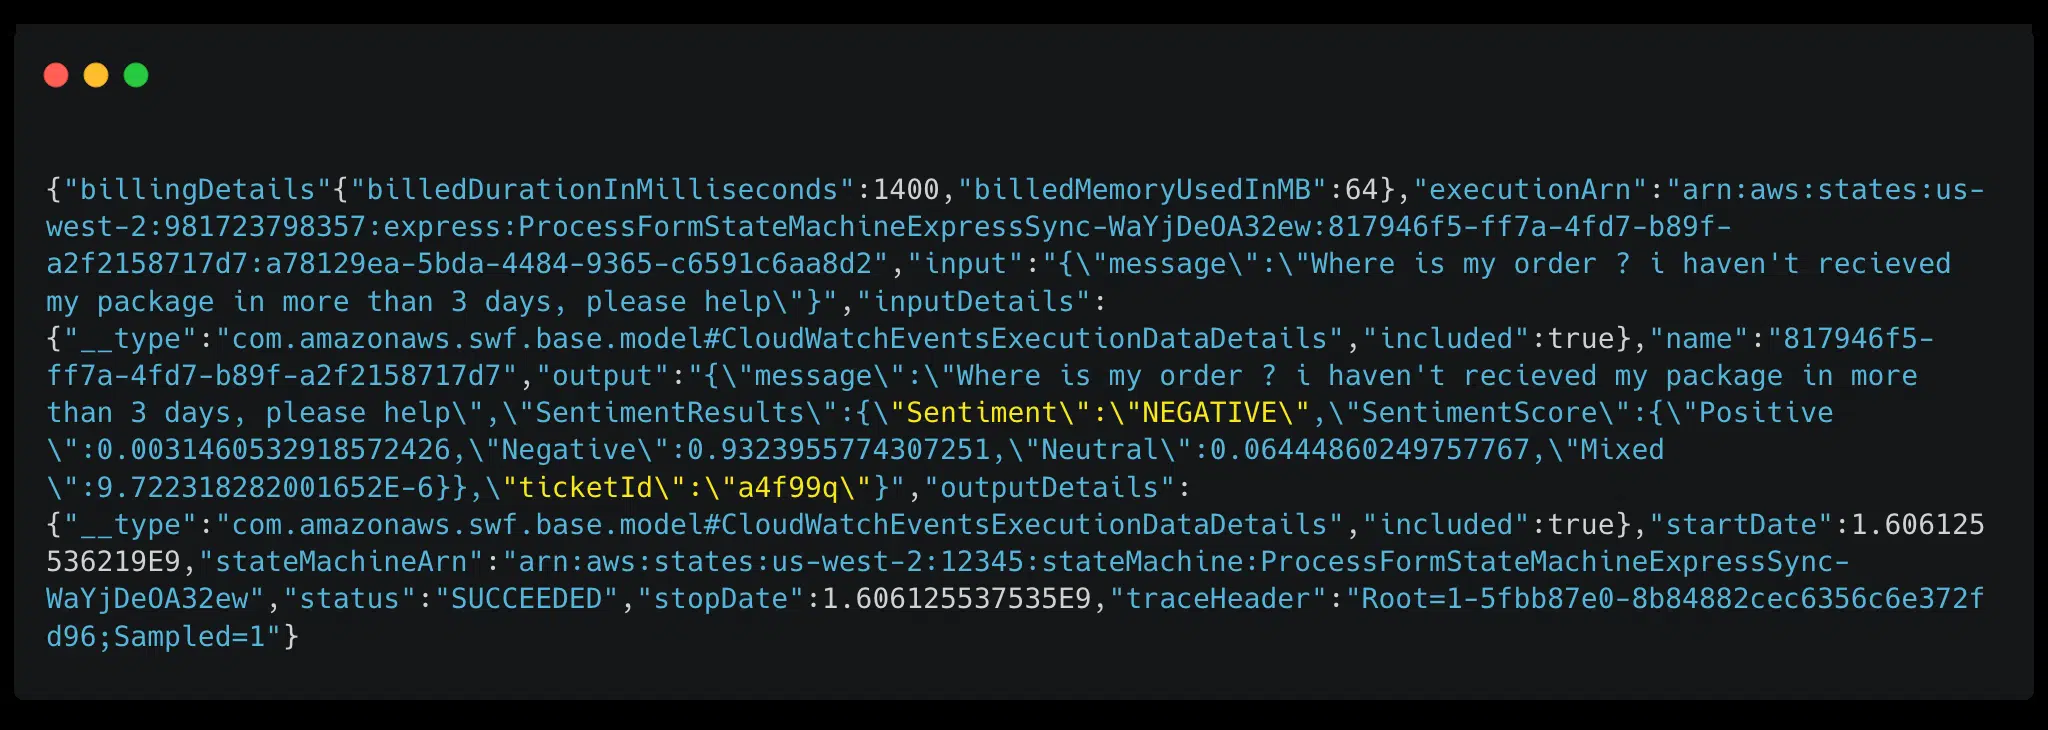 {"billingDetails"{"billedDurationInMilliseconds":1400,"billedMemoryUsedInMB":64},"executionArn":"arn:aws:states:us-
west-2:981723798357:express:ProcessFormStateMachineExpressSync-WaYjDeOA32ew:817946f5-ff7a-4fd7-b89f-
a2f2158717d7:a78129ea-5bda-4484-9365-c6591c6aa8d2","input":"{\"message\":\"Where is my order ? i haven't recieved
my package in more than 3 days, please help\"}","inputDetails":
{"__type":"com.amazonaws.swf.base.model#CloudWatchEventsExecutionDataDetails","included":true},"name":"817946f5-
ff7a-4fd7-b89f-a2f2158717d7","output":"{\"message\":\"Where is my order ? i haven't recieved my package in more
than 3 days, please help\",\"SentimentResults\":{\"Sentiment\":\"NEGATIVE\",\"SentimentScore\":{\"Positive
\":0.0031460532918572426,\"Negative\":0.9323955774307251,\"Neutral\":0.06444860249757767,\"Mixed
\":9.722318282001652E-6}},\"ticketId\":\"a4f99q\"}","outputDetails":
{"__type":"com.amazonaws.swf.base.model#CloudWatchEventsExecutionDataDetails","included":true},"startDate":1.606125
536219E9,"stateMachineArn":"arn:aws:states:us-west-2:12345:stateMachine:ProcessFormStateMachineExpressSync-
WaYjDeOA32ew","status":"SUCCEEDED","stopDate":1.606125537535E9,"traceHeader":"Root=1-5fbb87e0-8b84882cec6356c6e372f
d96;Sampled=1"}